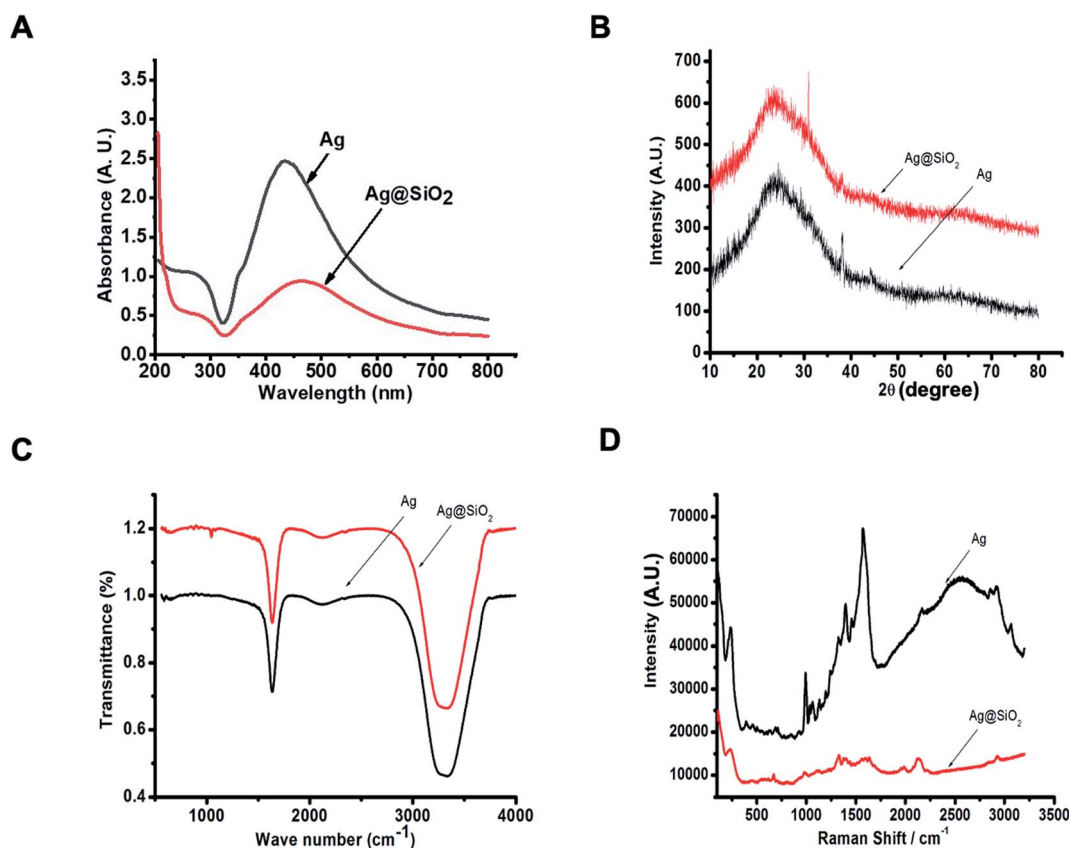 A
Absorbance (A. U.)
3.5
3.0
2.5
2.0
1.5
1.0
0.5
0.0
Ag
Ag@SiO2
200 300 400 500 600 700 800
Wavelength (nm)
B
Intensity (A.U.)
700
600
500
400
300
200
100
0
Ag@SiO2
Ag
10 20 30 40 50 60 70 80
2θ (degree)
C
Transmittance (%)
1.2
1.0
0.8
0.6
0.4
Ag
Ag@SiO2
1000 2000 3000 4000
Wave number (cm-1)
D
Intensity (A.U.)
70000
60000
50000
40000
30000
20000
10000
Ag
Ag@SiO2
500 1000 1500 2000 2500 3000 3500
Raman Shift / cm-1